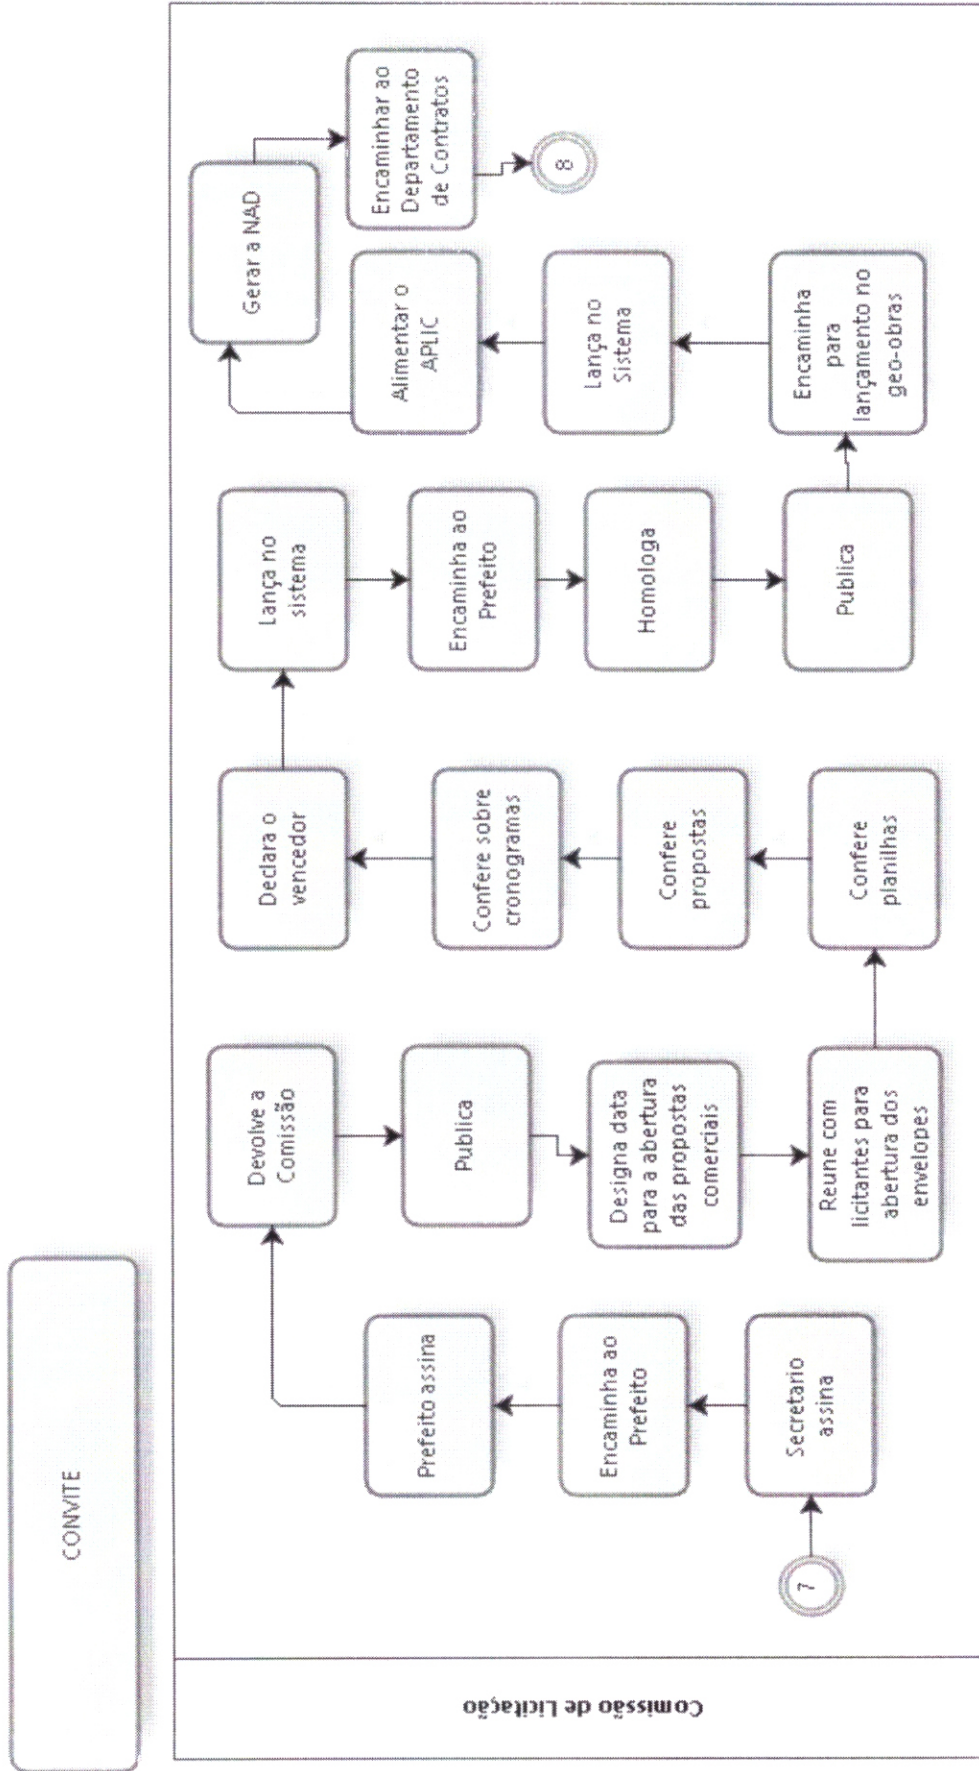 CONVITE
Comissão de Licitação
7
Secretario
assina
Encaminha ao
Prefeito
Prefeito assina
Devolve a
Comissão
Publica
Designa data
para a abertura
das propostas
comerciais
Reune com
licitantes para
abertura dos
envelopes
Confere
planilhas
Confere
propostas
Confere sobre
cronogramas
Declara o
vencedor
Lança no
sistema
Encaminha ao
Prefeito
Homologa
Publica
Encaminha
para
lançamento no
geo-obras
Lança no
Sistema
Alimentar o
APLIC
Gerar a NAD
Encaminhar ao
Departamento
de Contratos
8